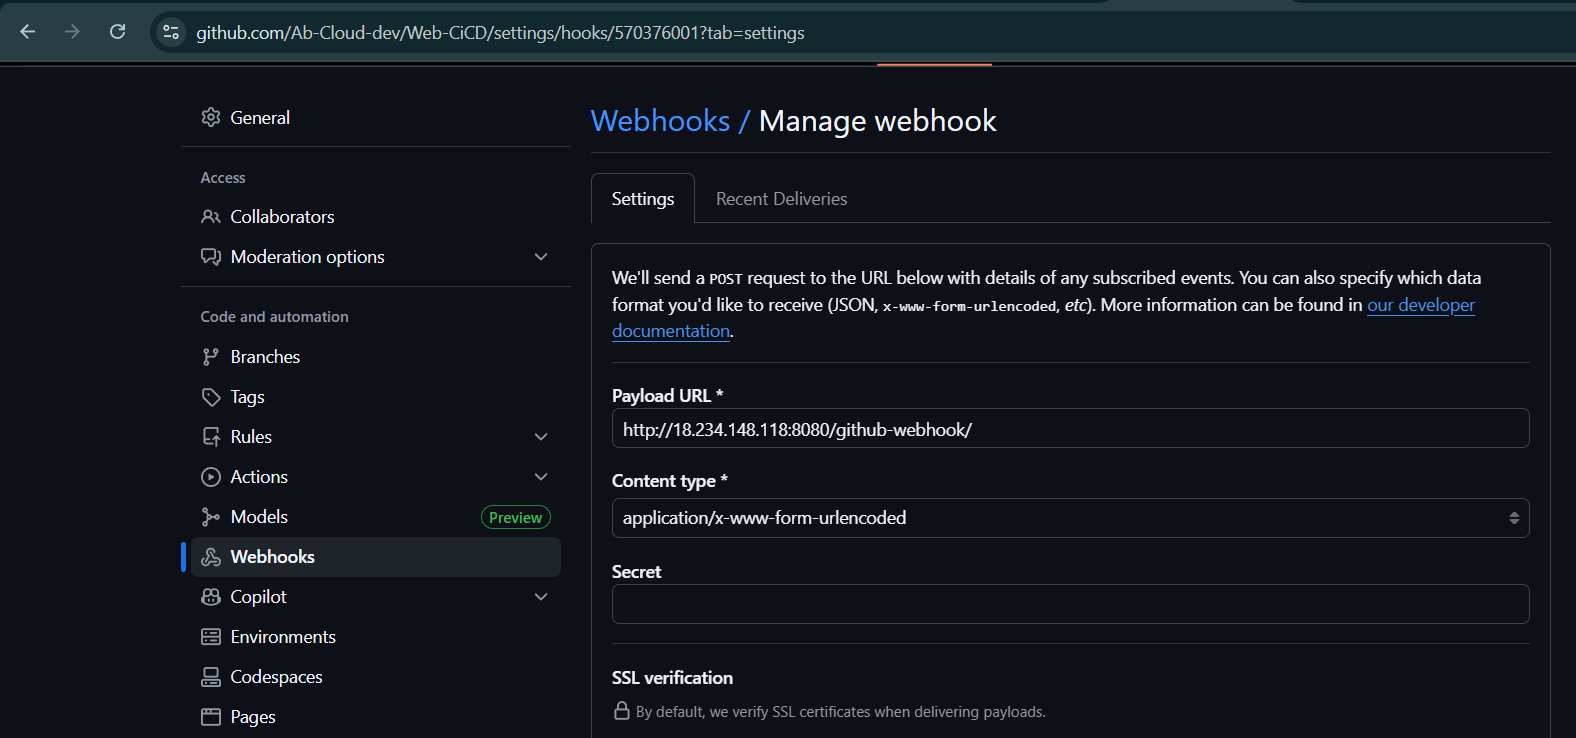 github.com/Ab-Cloud-dev/Web-CiCD/settings/hooks/570376001?tab=settings
General
Access
Collaborators
Moderation options
Code and automation
Branches
Tags
Rules
Actions
Models
Preview
Webhooks
Copilot
Environments
Codespaces
Pages
Webhooks / Manage webhook
Settings
Recent Deliveries
We'll send a POST request to the URL below with details of any subscribed events. You can also specify which data
format you'd like to receive (JSON, x-www-form-urlencoded, etc). More information can be found in our developer
documentation.
Payload URL *
http://18.234.148.118:8080/github-webhook/
Content type *
application/x-www-form-urlencoded
Secret
SSL verification
By default, we verify SSL certificates when delivering payloads.